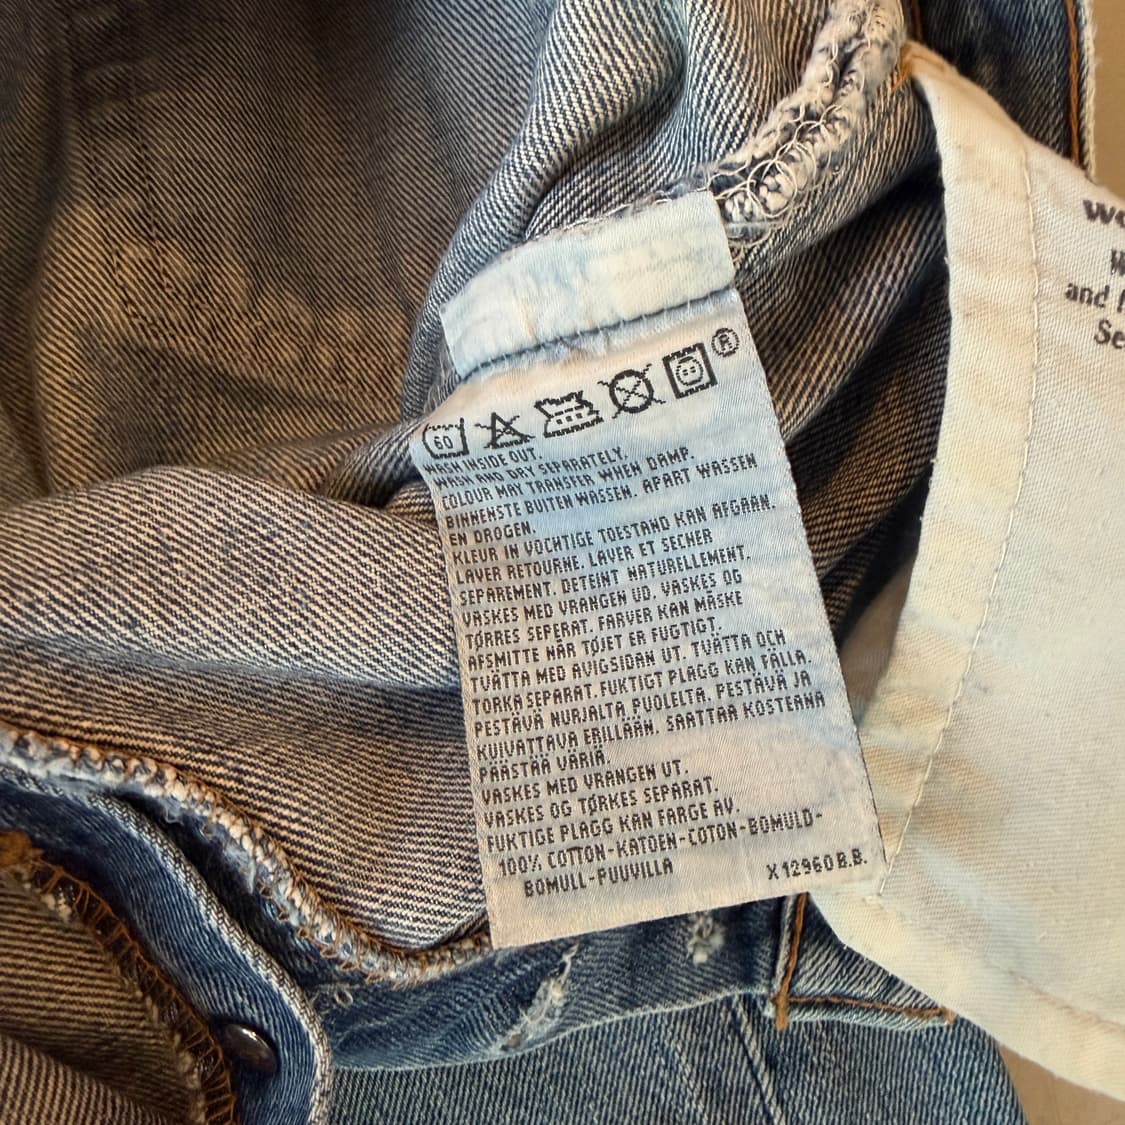 ®
60
WASH INSIDE OUT.
WASH AND DRY SEPARATELY.
COLOUR MAY TRANSFER WHEN DAMP.
BINNENSTE BUITEN WASSEN. APART WASSEN
EN DROGEN.
KLEUR IN VOCHTIGE TOESTAND KAN AFGAAN.
LAVER RETOURNE. LAVER ET SECHER
SEPAREMENT. DETEINT NATURELLEMENT.
VASKES MED VRANGEN UD. VASKES OG
TØRRES SEPERAT. FARVER KAN MÅSKE
AFSMITTE NÅR TØJET ER FUGTIGT.
TVÄTTA MED AVIGSIDAN UT. TVÄTTA OCH
TORKA SEPARAT. FUKTIGT PLAGG KAN FÄLLA.
PESTÄVÄ NURJALTA PUOLELTA. PESTÄVÄ JA
KUIVATTAVA ERILLÄÄN. SAATTAA KOSTEANA
PÄÄSTÄÄ VÄRIÄ.
VASKES MED VRANGEN UT.
VASKES OG TØRKES SEPARAT.
FUKTIGE PLAGG KAN FARGE AV.
100% COTTON-KATOEN-COTON-BOMULD-
BOMULL-PUUVILLA X12960B.B.
and